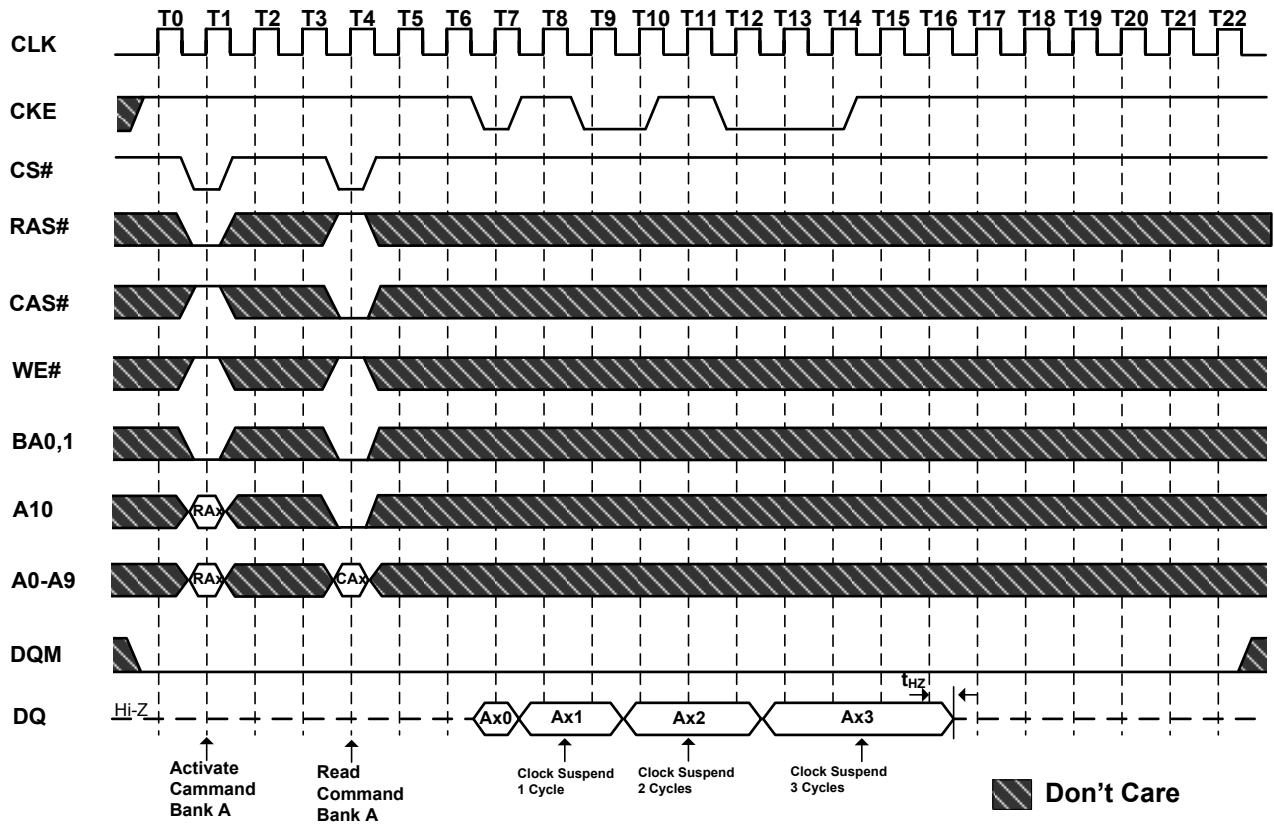 T0 T1 T2 T3 T4 T5 T6 T7 T8 T9 T10 T11 T12 T13 T14 T15 T16 T17 T18 T19 T20 T21 T22
CLK
CKE
CS#
RAS#
CAS#
WE#
BA0,1
A10
RAx
A0-A9
RAx
CAx
DQM
tHZ
DQ
Hi-Z
Ax0
Ax1
Ax2
Ax3
Activate
Cammand
Bank A
Read
Command
Bank A
Clock Suspend
1 Cycle
Clock Suspend
2 Cycles
Clock Suspend
3 Cycles
Don't Care